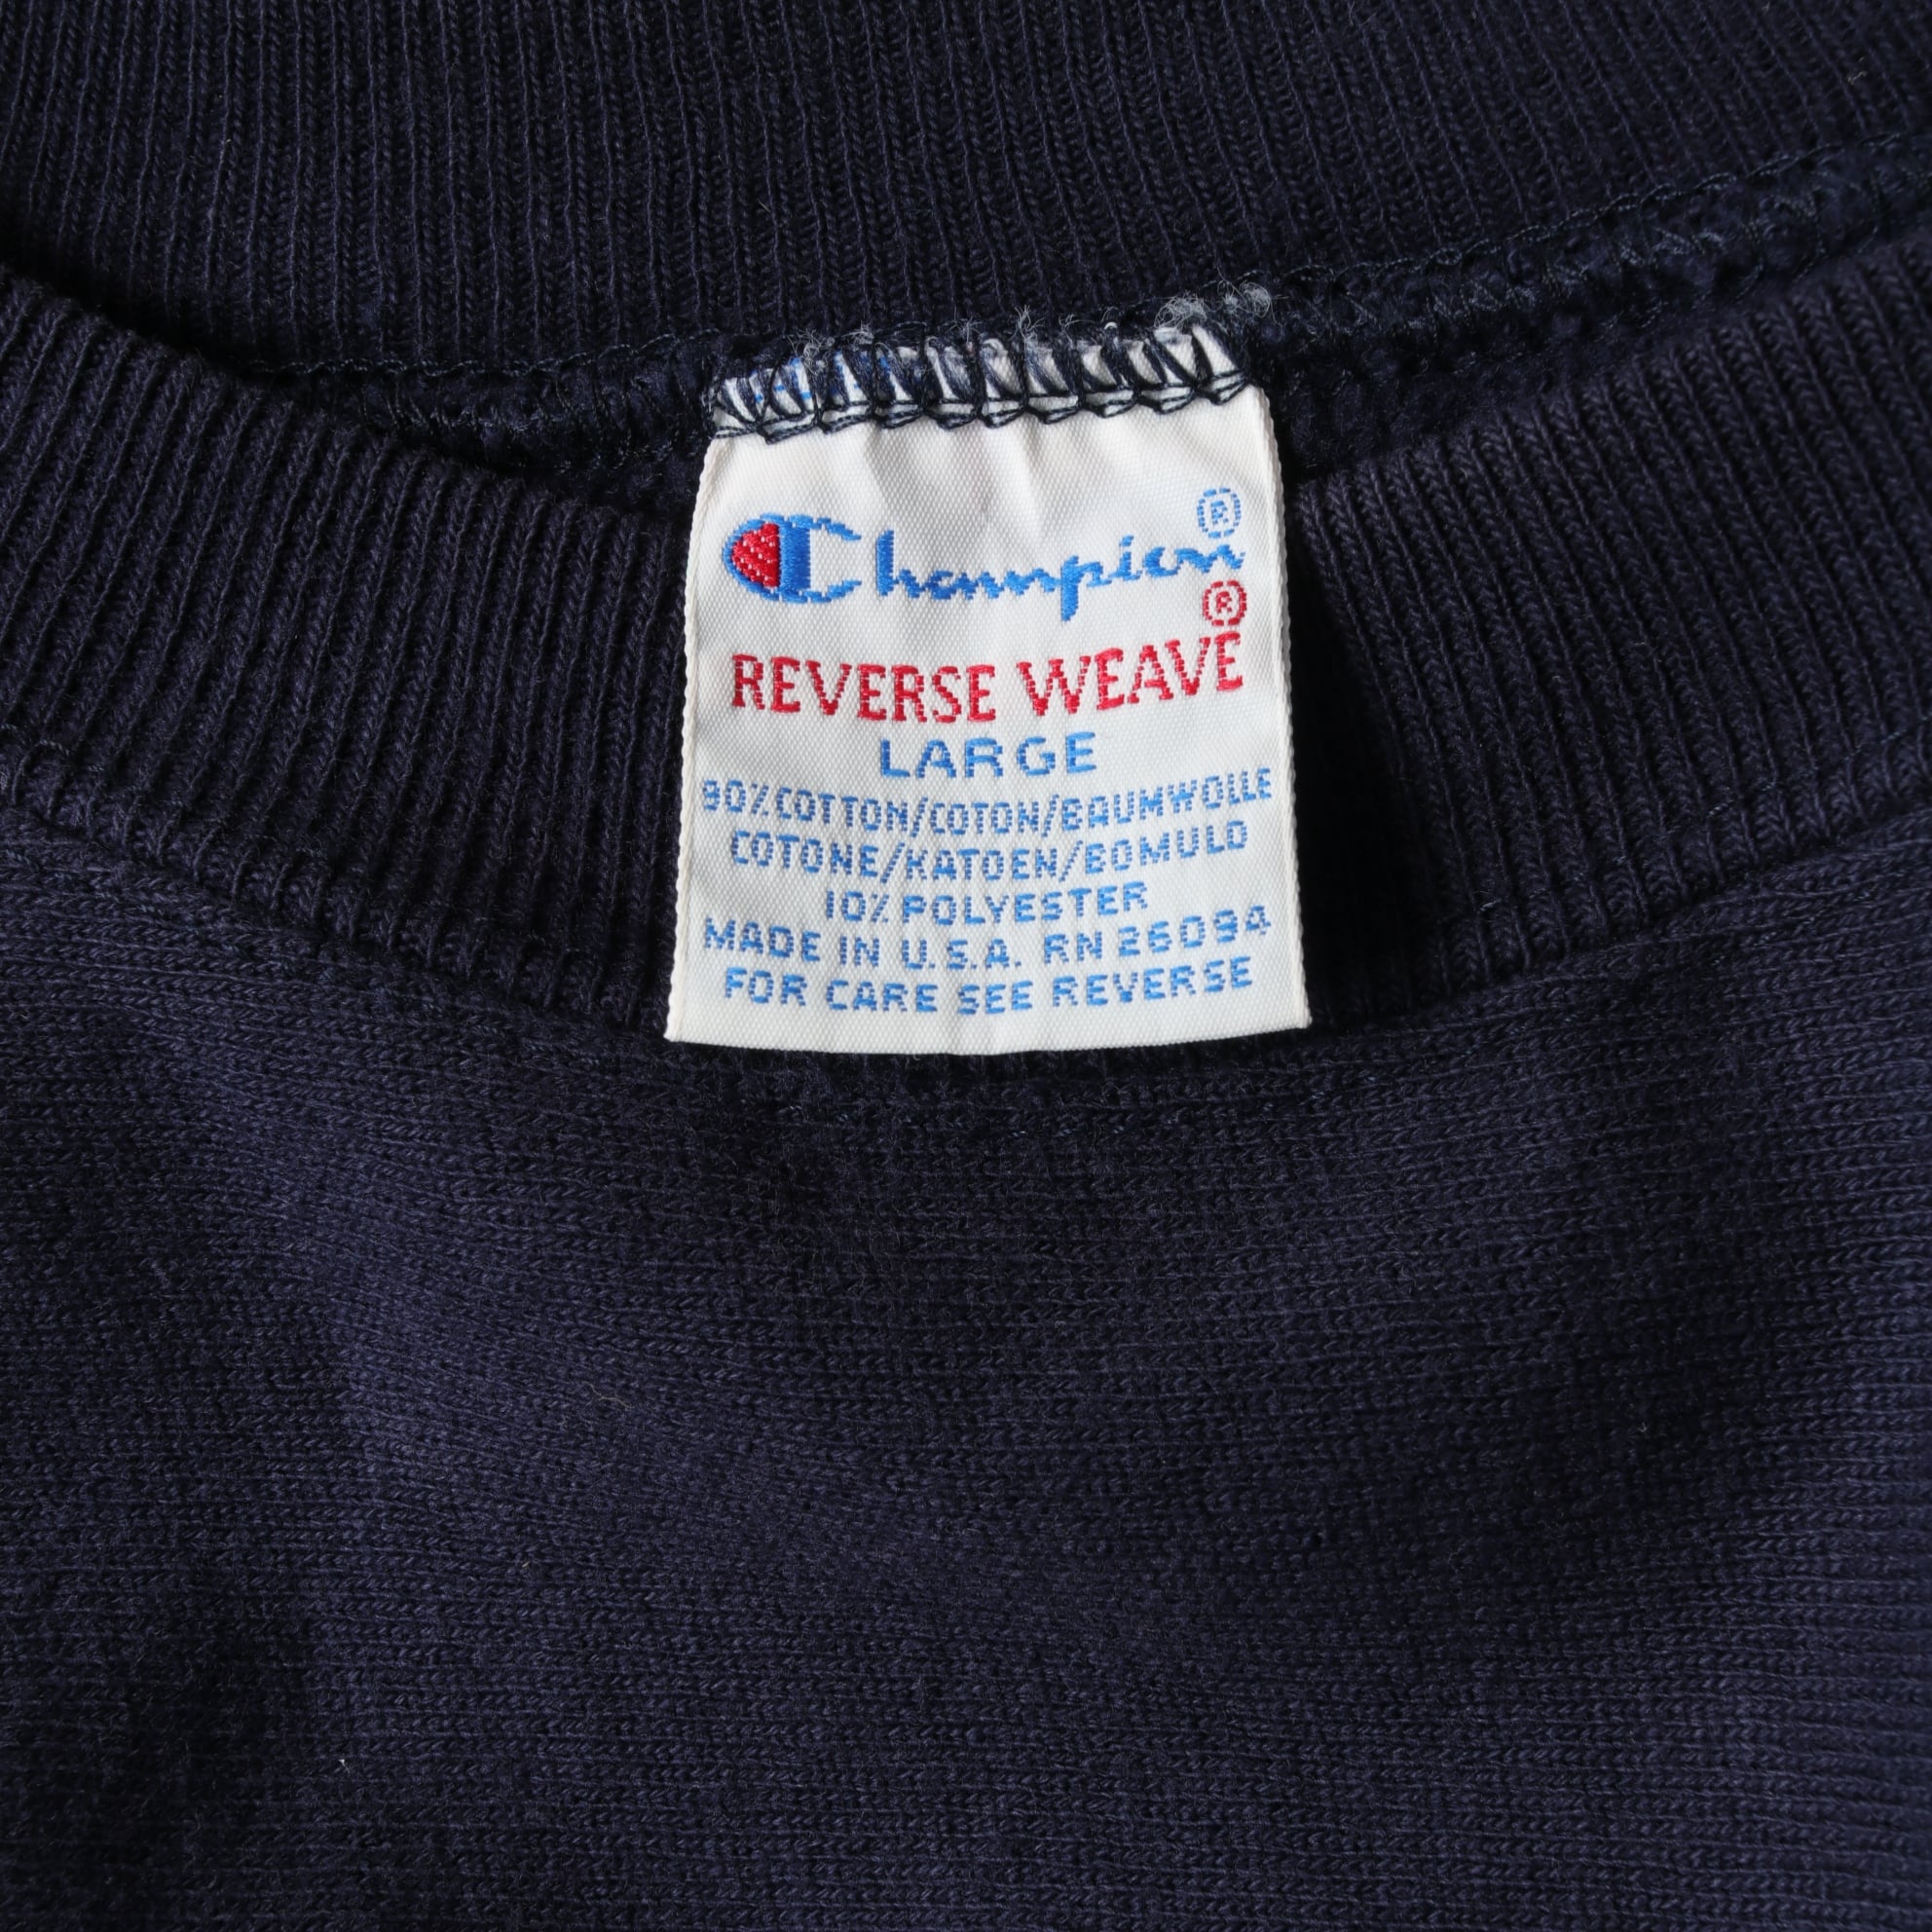 Champion®
REVERSE WEAVE®
LARGE
90% COTTON/COTON/BAUMWOLLE
COTONE/KATOEN/BOMULD
10% POLYESTER
MADE IN U.S.A. RN 26094
FOR CARE SEE REVERSE